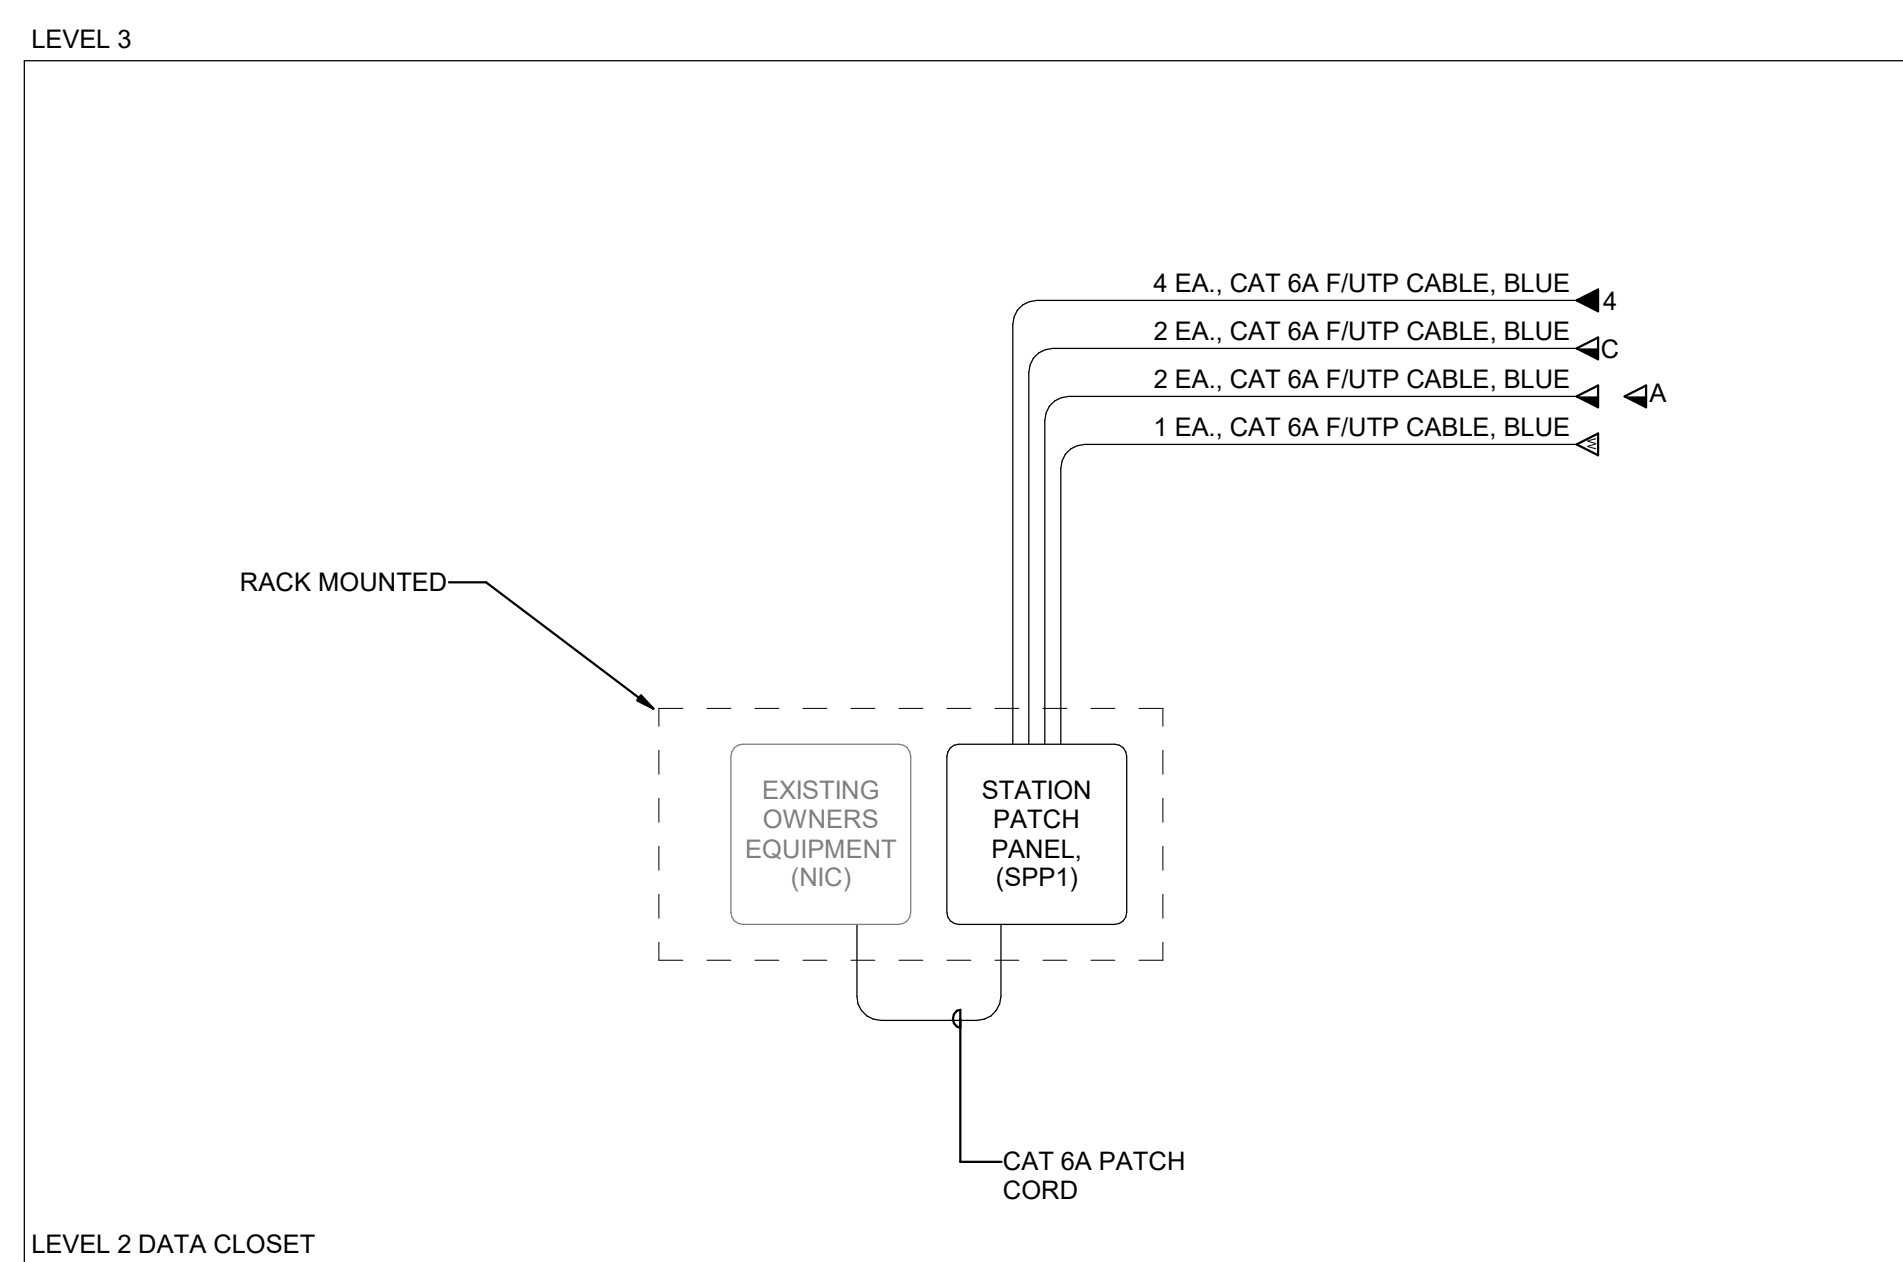 LEVEL 3
4 EA., CAT 6A F/UTP CABLE, BLUE 4
2 EA., CAT 6A F/UTP CABLE, BLUE C
2 EA., CAT 6A F/UTP CABLE, BLUE A
1 EA., CAT 6A F/UTP CABLE, BLUE W
RACK MOUNTED
EXISTING
OWNERS
EQUIPMENT
(NIC)
STATION
PATCH
PANEL,
(SPP1)
CAT 6A PATCH
CORD
LEVEL 2 DATA CLOSET